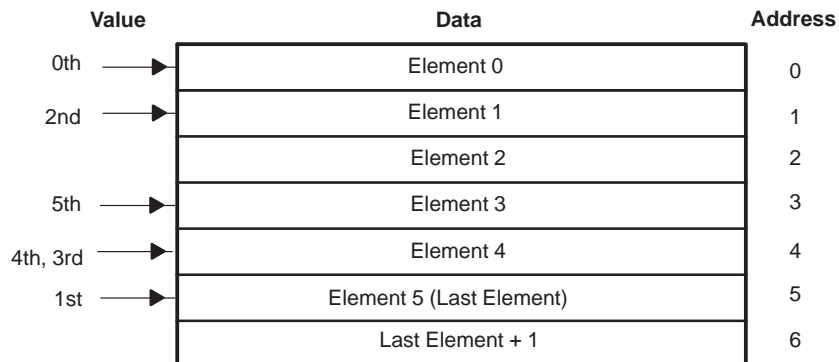 Value Data Address
0th Element 0 0
2nd Element 1 1
Element 2 2
5th Element 3 3
4th, 3rd Element 4 4
1st Element 5 (Last Element) 5
Last Element + 1 6